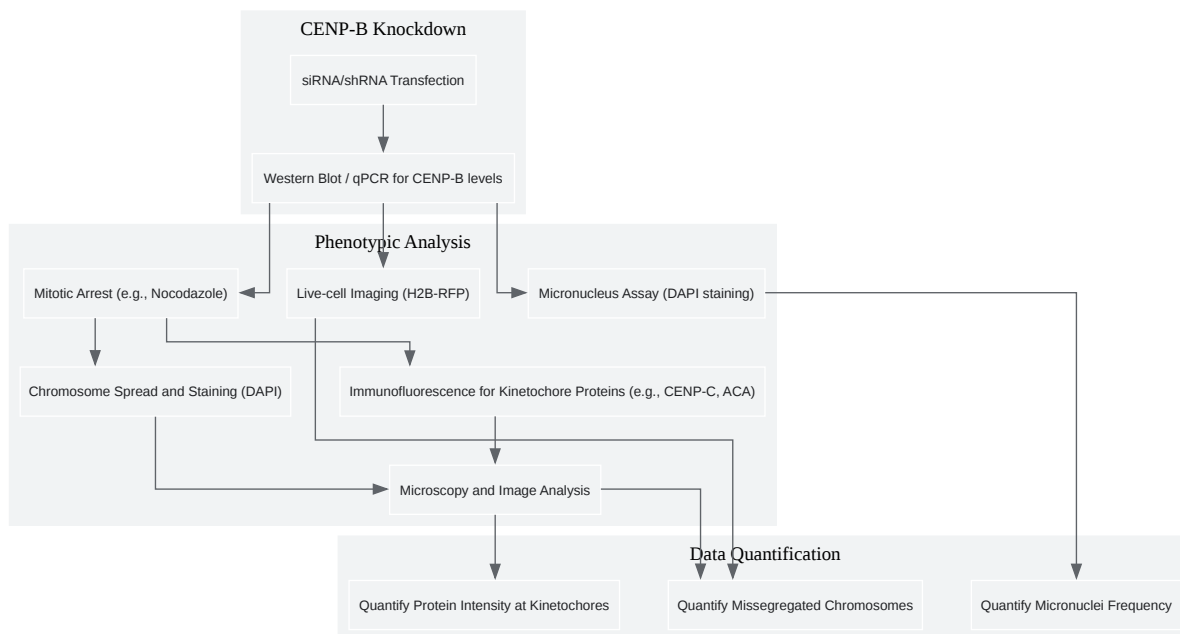 CENP-B Knockdown
siRNA/shRNA Transfection
Western Blot / qPCR for CENP-B levels
Phenotypic Analysis
Mitotic Arrest (e.g., Nocodazole)
Live-cell Imaging (H2B-RFP)
Micronucleus Assay (DAPI staining)
Chromosome Spread and Staining (DAPI)
Immunofluorescence for Kinetochore Proteins (e.g., CENP-C, ACA)
Microscopy and Image Analysis
Data Quantification
Quantify Protein Intensity at Kinetochores
Quantify Missegregated Chromosomes
Quantify Micronuclei Frequency